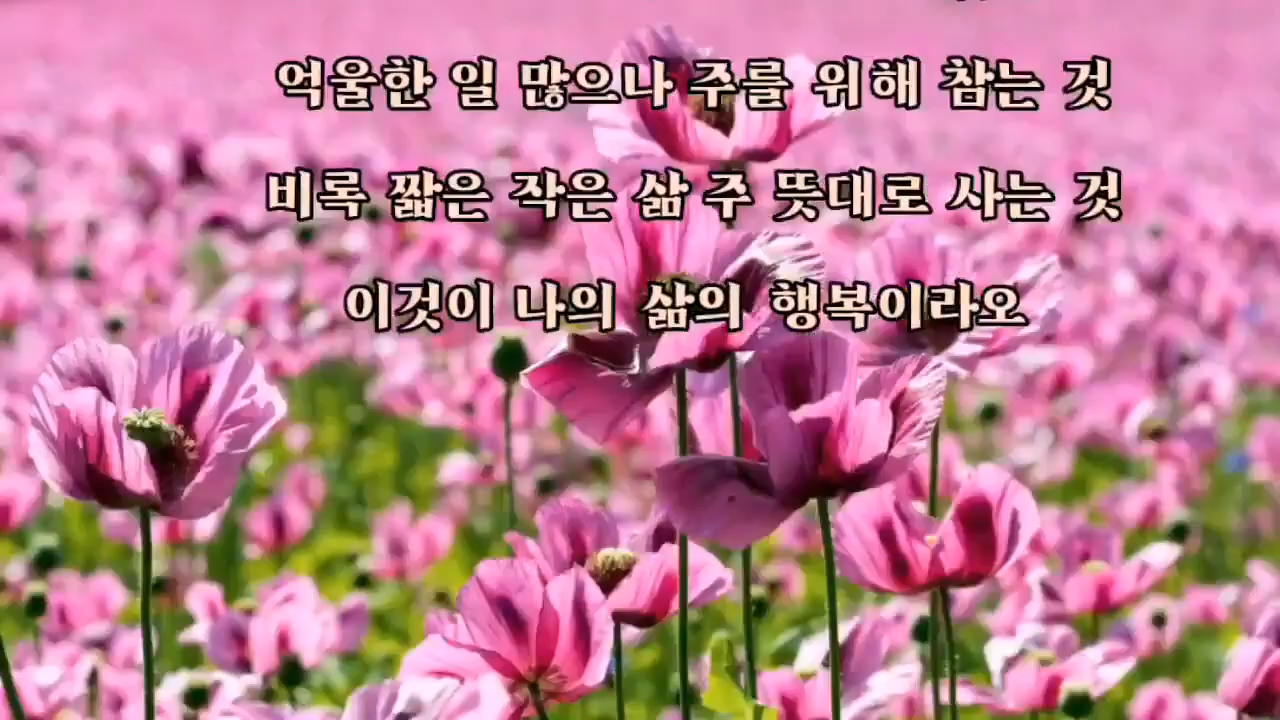 억울한 일 많으나 주를 위해 참는 것
비록 짧은 작은 삶 주 뜻대로 사는 것
이것이 나의 삶의 행복이라오